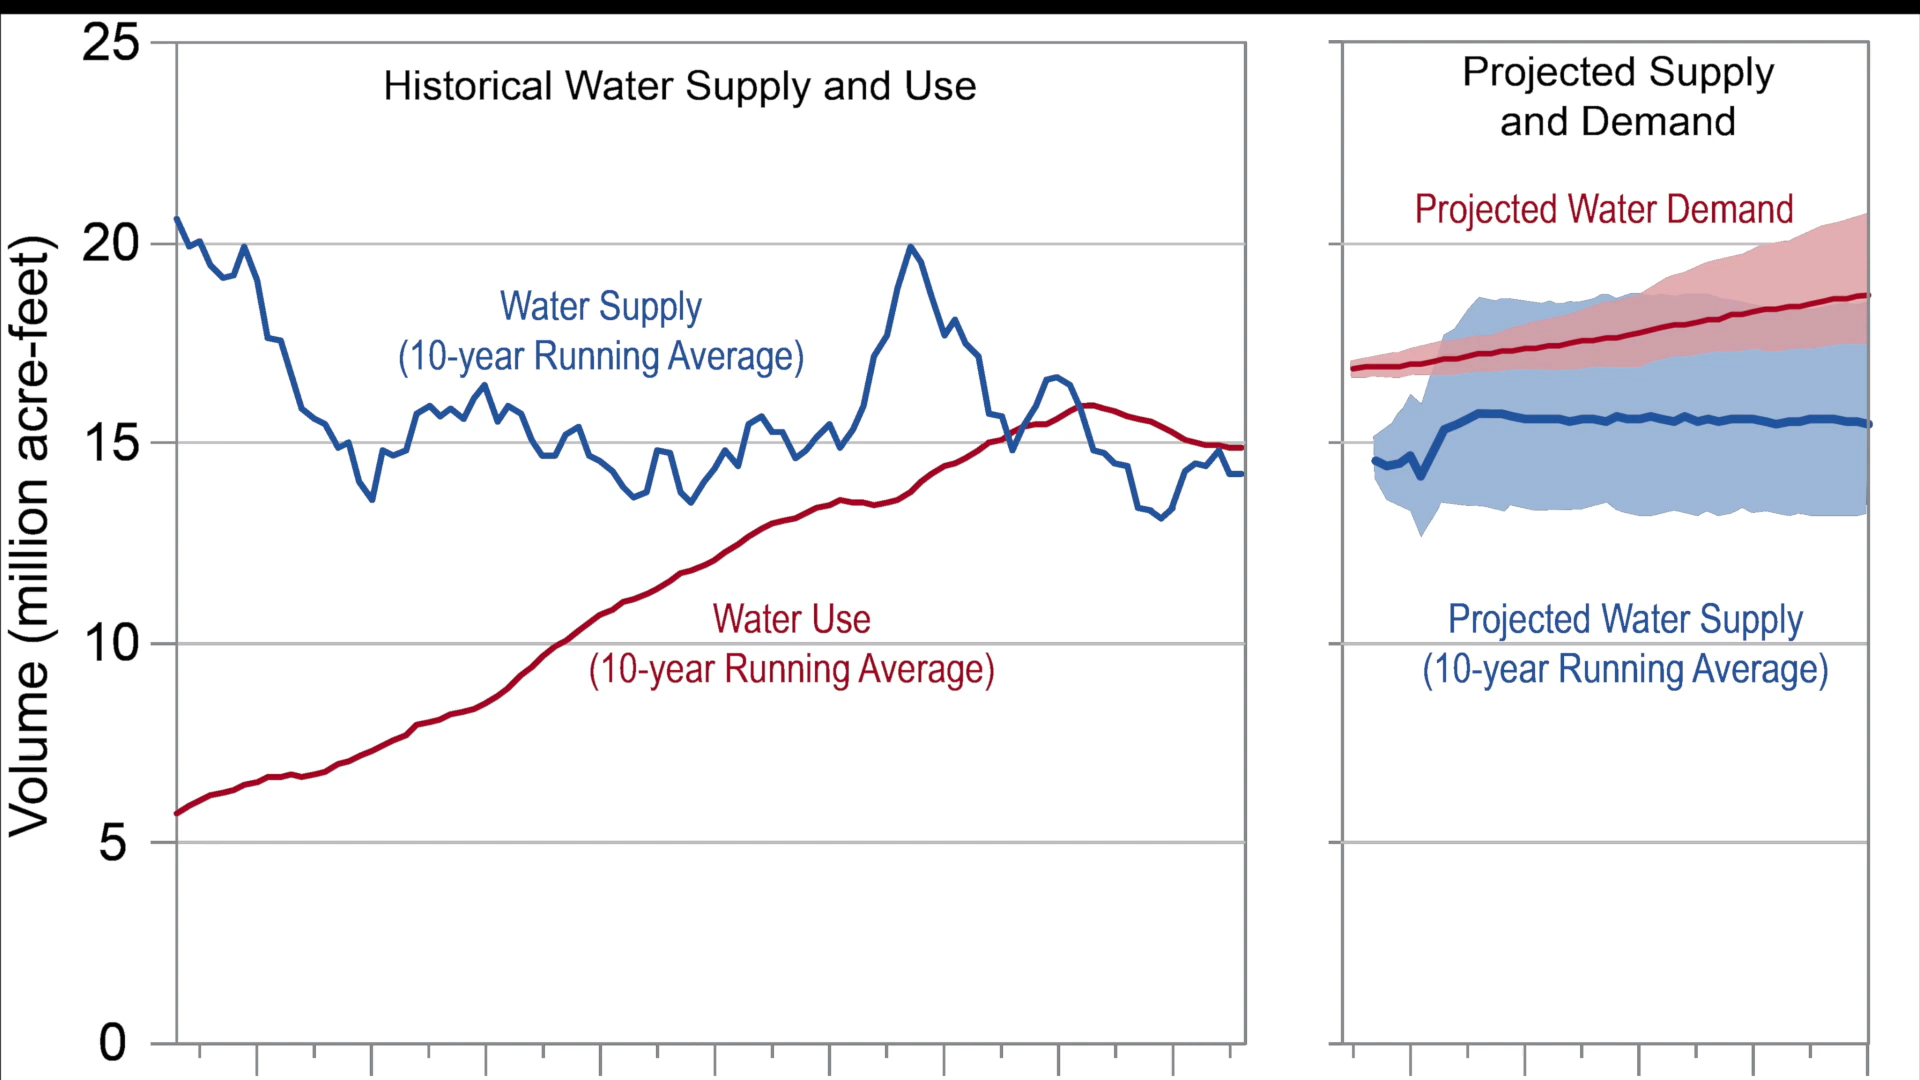 Volume (million acre-feet)
25
20
15
10
5
0
Historical Water Supply and Use
Water Supply
(10-year Running Average)
Water Use
(10-year Running Average)
Projected Supply
and Demand
Projected Water Demand
Projected Water Supply
(10-year Running Average)